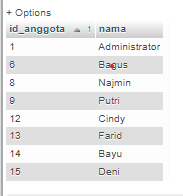 + Options
id_anggota 1 nama
1 Administrator
6 Bagus
8 Najmin
9 Putri
12 Cindy
13 Farid
14 Bayu
15 Deni